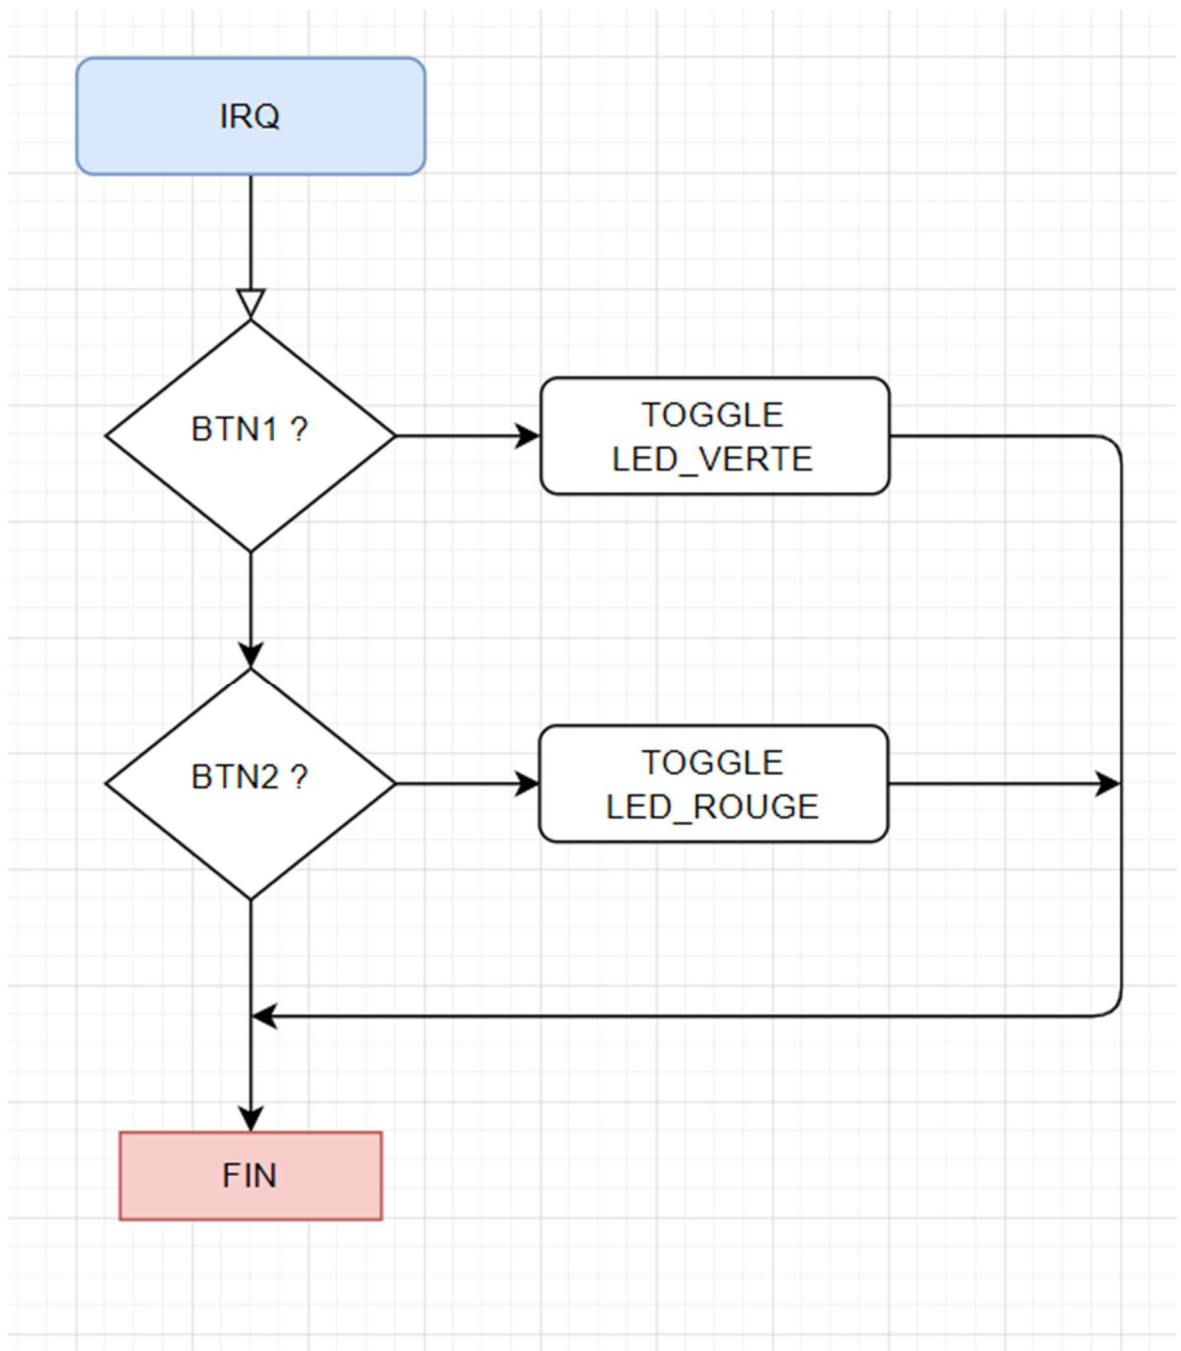 IRQ
BTN1 ?
TOGGLE
LED_VERTE
BTN2 ?
TOGGLE
LED_ROUGE
FIN